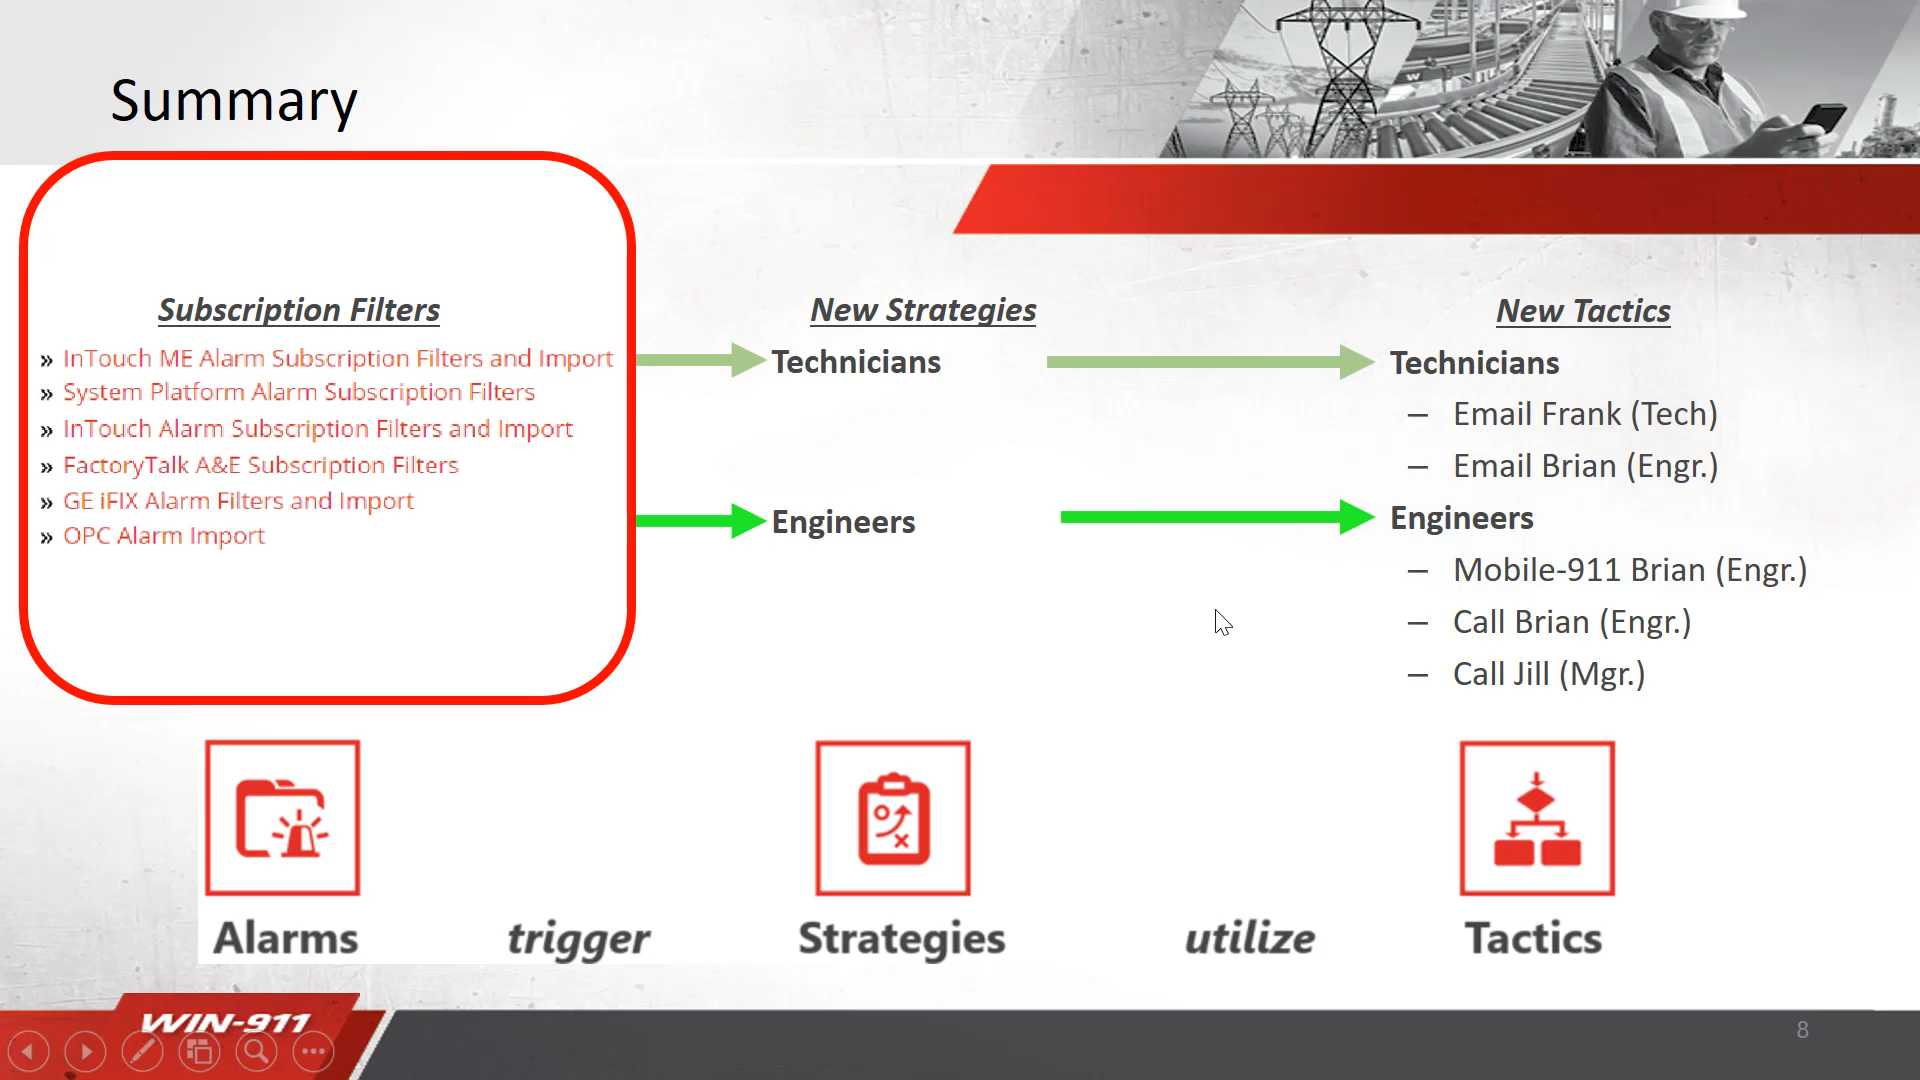 Summary
Subscription Filters
» InTouch ME Alarm Subscription Filters and Import
» System Platform Alarm Subscription Filters
» InTouch Alarm Subscription Filters and Import
» FactoryTalk A&E Subscription Filters
» GE iFIX Alarm Filters and Import
» OPC Alarm Import
New Strategies
Technicians
Engineers
New Tactics
Technicians
– Email Frank (Tech)
– Email Brian (Engr.)
Engineers
– Mobile-911 Brian (Engr.)
– Call Brian (Engr.)
– Call Jill (Mgr.)
Alarms trigger Strategies utilize Tactics
WIN-911
8